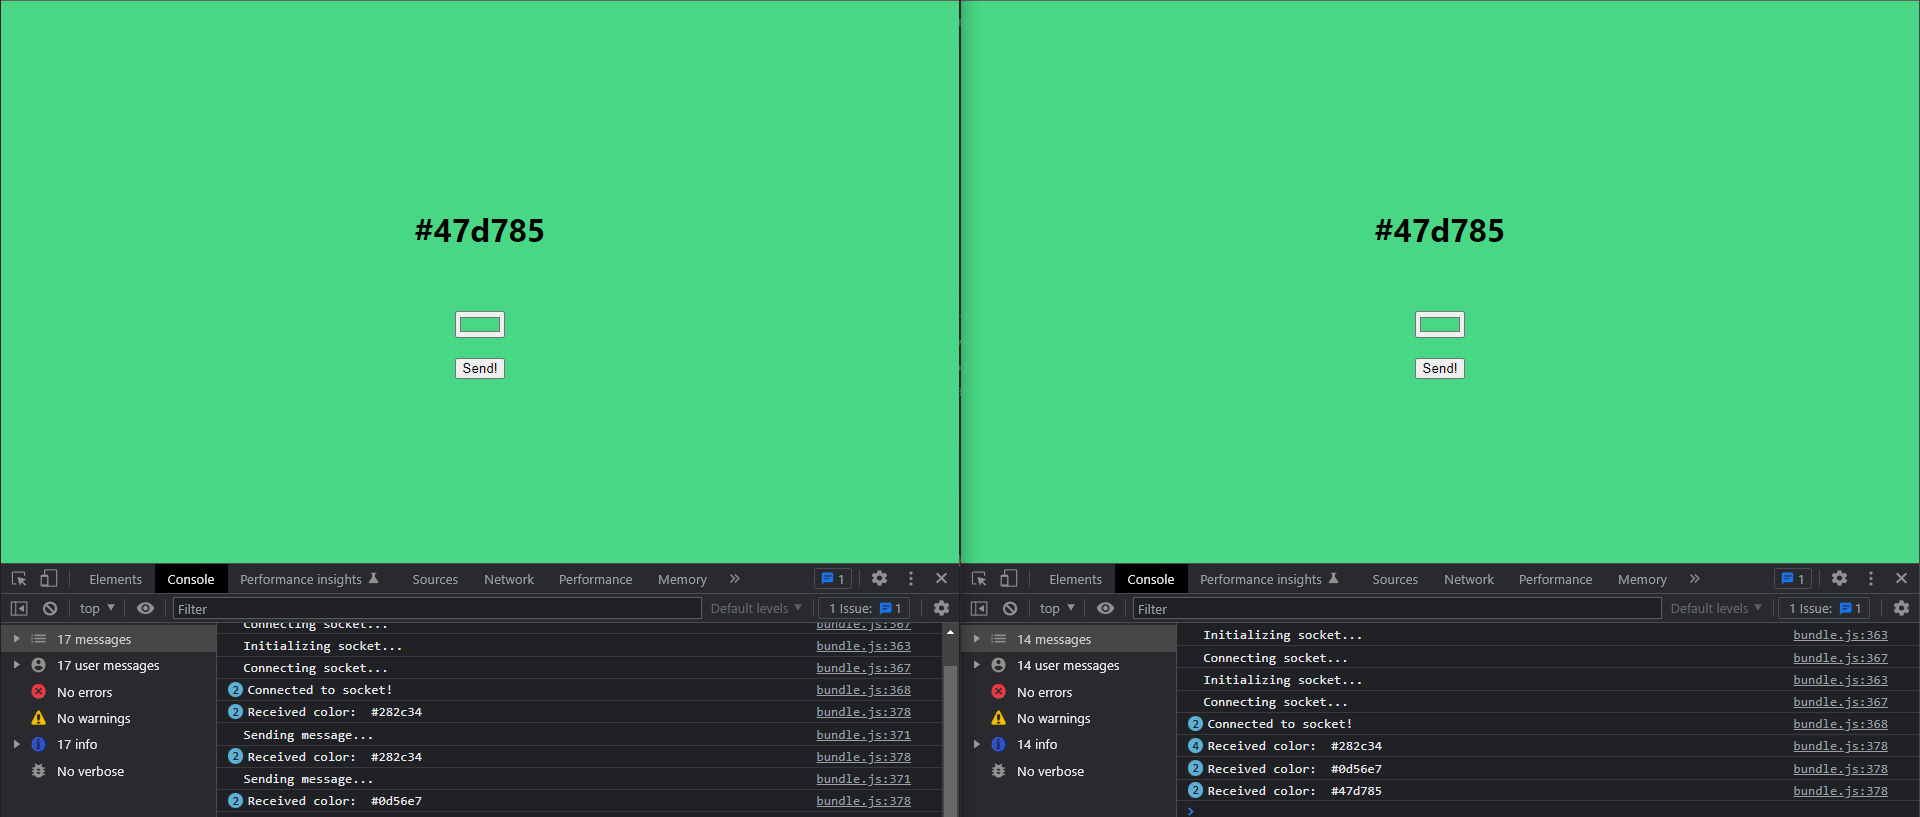 #47d785
Send!
Elements Console Performance insights Sources Network Performance Memory 1
top Filter Default levels 1 Issue: 1
17 messages
17 user messages
No errors
No warnings
17 info
No verbose
Connecting socket... bundle.js:367
Initializing socket... bundle.js:363
Connecting socket... bundle.js:367
2 Connected to socket! bundle.js:368
2 Received color: #282c34 bundle.js:378
Sending message... bundle.js:371
2 Received color: #282c34 bundle.js:378
Sending message... bundle.js:371
2 Received color: #0d56e7 bundle.js:378
#47d785
Send!
Elements Console Performance insights Sources Network Performance Memory 1
top Filter Default levels 1 Issue: 1
14 messages
14 user messages
No errors
No warnings
14 info
No verbose
Initializing socket... bundle.js:363
Connecting socket... bundle.js:367
Initializing socket... bundle.js:363
Connecting socket... bundle.js:367
2 Connected to socket! bundle.js:368
4 Received color: #282c34 bundle.js:378
2 Received color: #0d56e7 bundle.js:378
2 Received color: #47d785 bundle.js:378